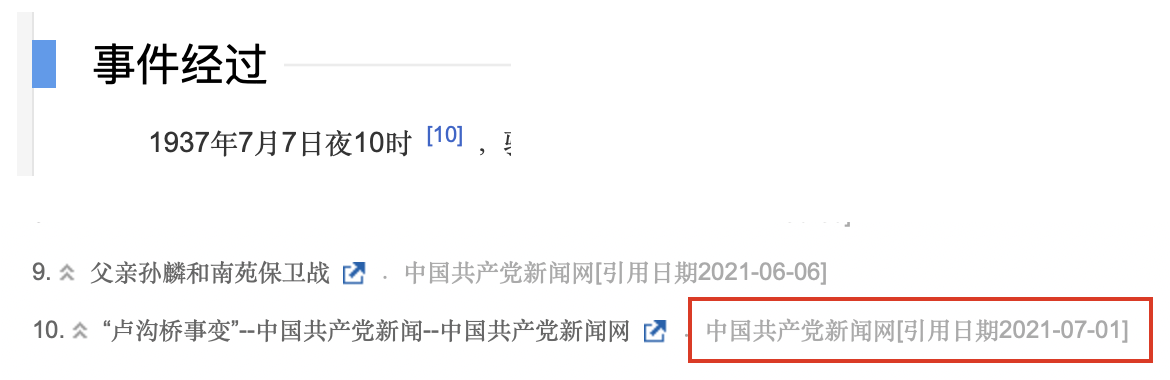 事件经过
1937年7月7日夜10时 [10] ，
9. 父亲孙麟和南苑保卫战 . 中国共产党新闻网[引用日期2021-06-06]
10. “卢沟桥事变”--中国共产党新闻--中国共产党新闻网 . 中国共产党新闻网[引用日期2021-07-01]